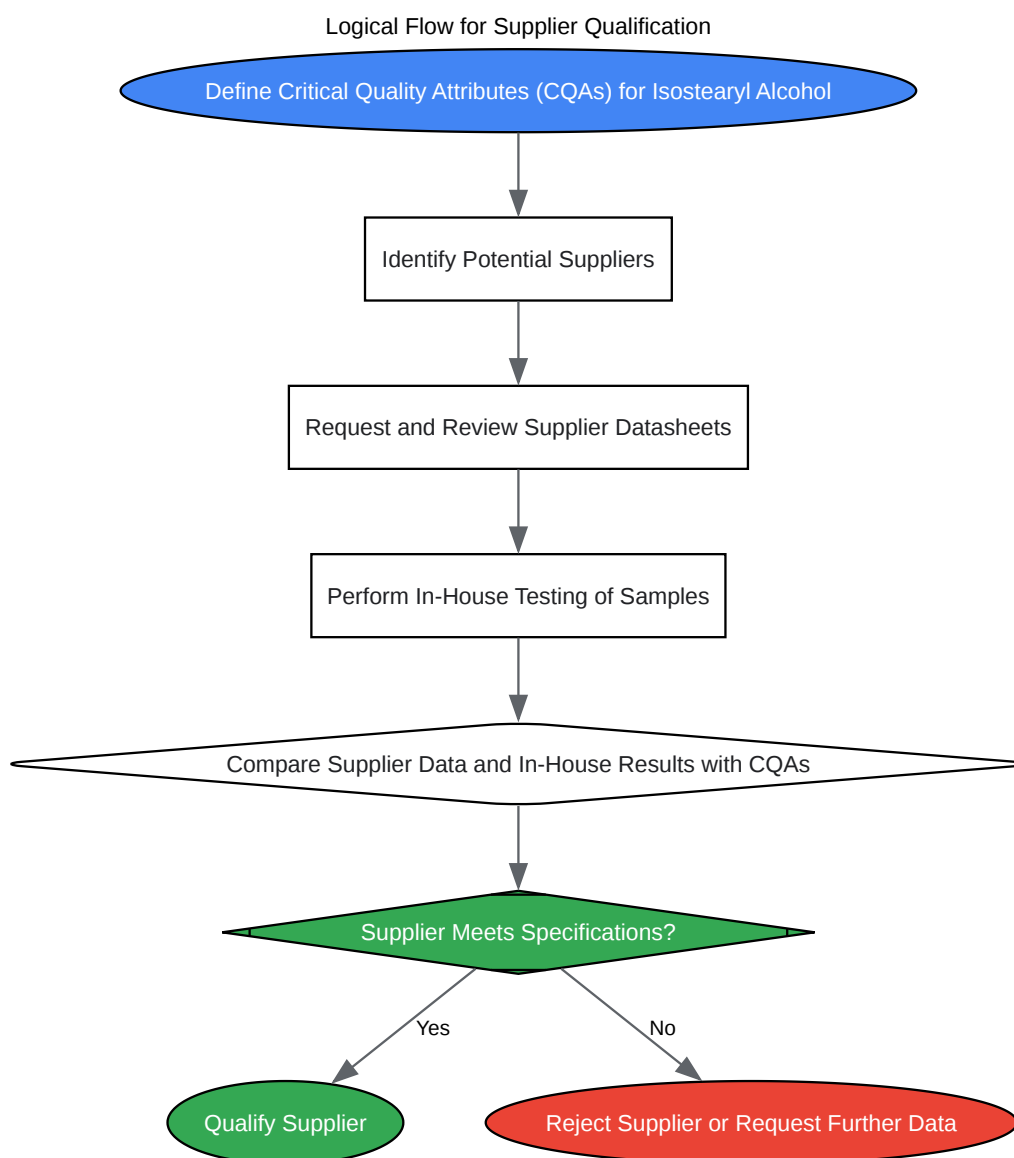 Logical Flow for Supplier Qualification
Define Critical Quality Attributes (CQAs) for Isostearyl Alcohol
Identify Potential Suppliers
Request and Review Supplier Datasheets
Perform In-House Testing of Samples
Compare Supplier Data and In-House Results with CQAs
Supplier Meets Specifications?
Yes
No
Qualify Supplier
Reject Supplier or Request Further Data